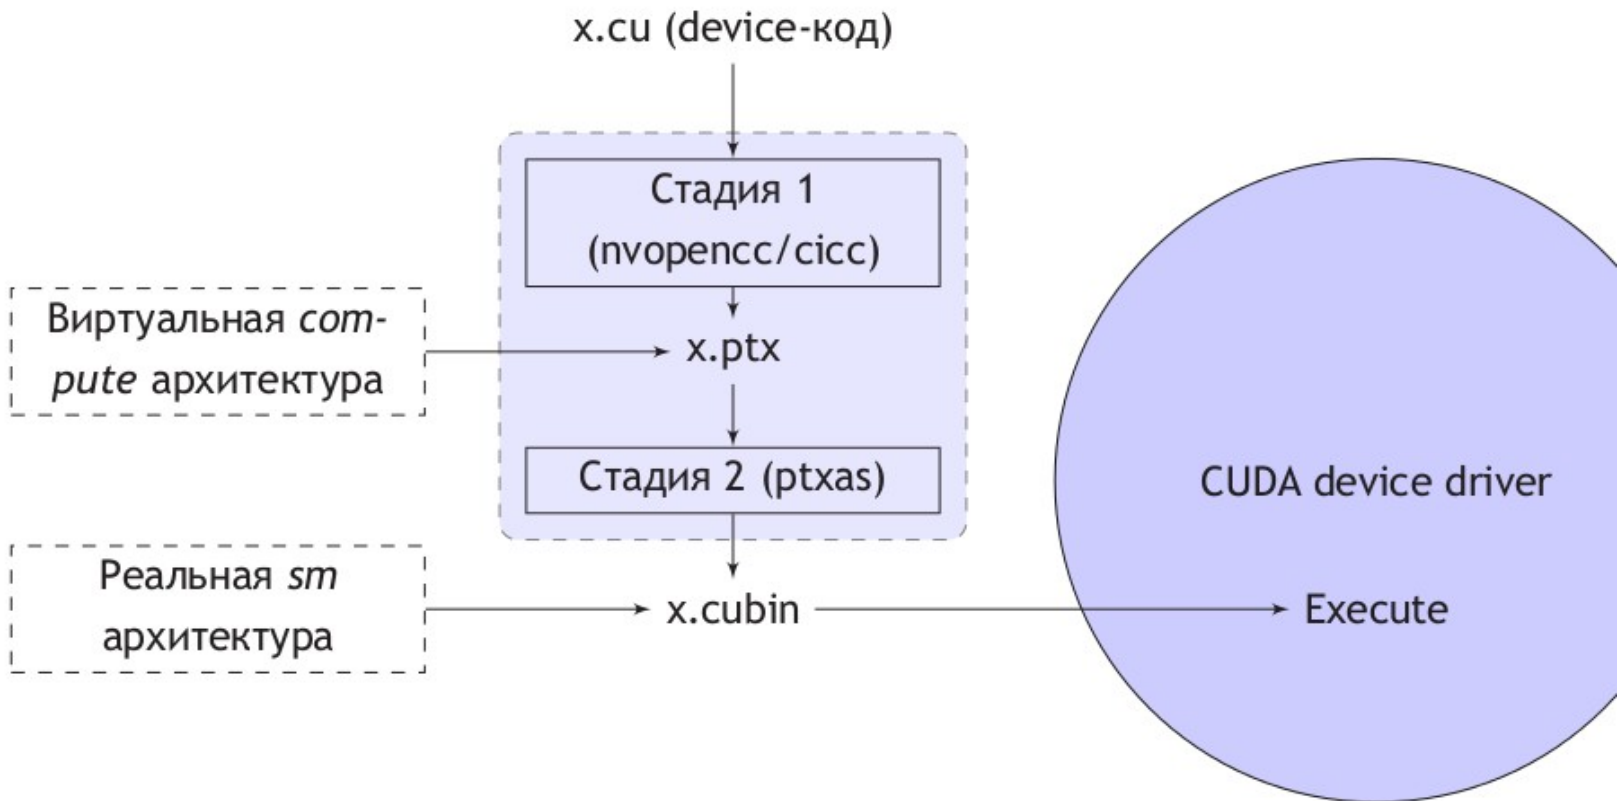 x.cu (device-код)
Стадия 1
(nvopencc/cicc)
Виртуальная com-
pute архитектура
x.ptx
Стадия 2 (ptxas)
CUDA device driver
Реальная sm
архитектура
x.cubin
Execute